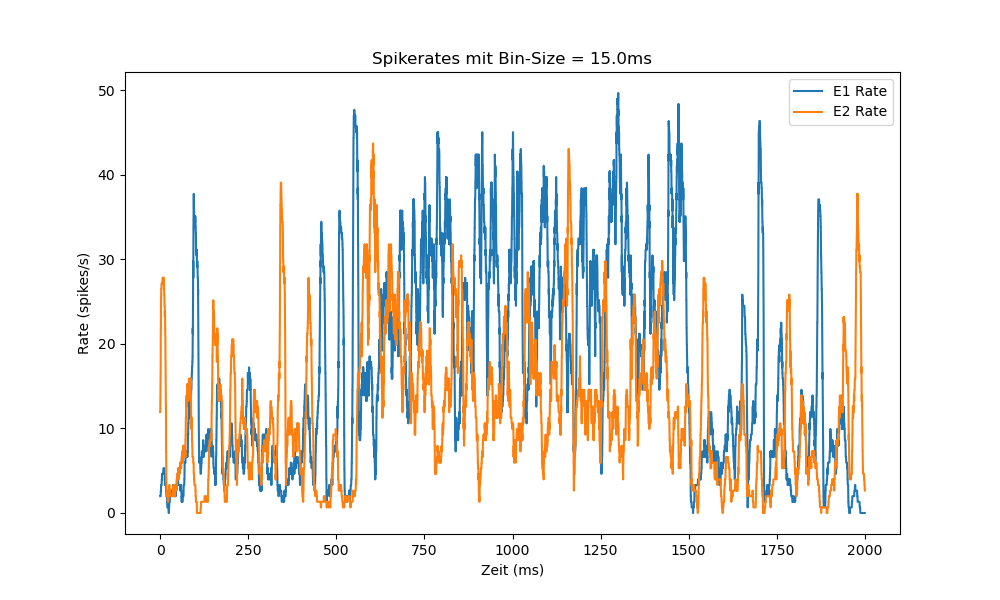 Spikerates mit Bin-Size = 15.0ms
E1 Rate
E2 Rate
50
40
30
20
10
0
Rate (spikes/s)
0 250 500 750 1000 1250 1500 1750 2000
Zeit (ms)